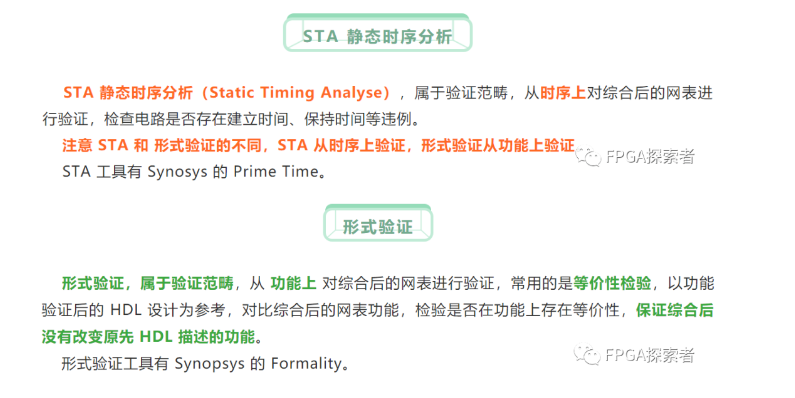 STA 静态时序分析
STA 静态时序分析（Static Timing Analyse），属于验证范畴，从时序上对综合后的网表进
行验证，检查电路是否存在建立时间、保持时间等违例。
注意 STA 和 形式验证的不同，STA 从时序上验证，形式验证从功能上验证
FPGA探索者
STA 工具有 Synosys 的 Prime Time。
形式验证
形式验证，属于验证范畴，从 功能上 对综合后的网表进行验证，常用的是等价性检验，以功能
验证后的 HDL 设计为参考，对比综合后的网表功能，检验是否在功能上存在等价性，保证综合后
没有改变原先 HDL 描述的功能。
形式验证工具有 Synopsys 的 Formality。
FPGA探索者